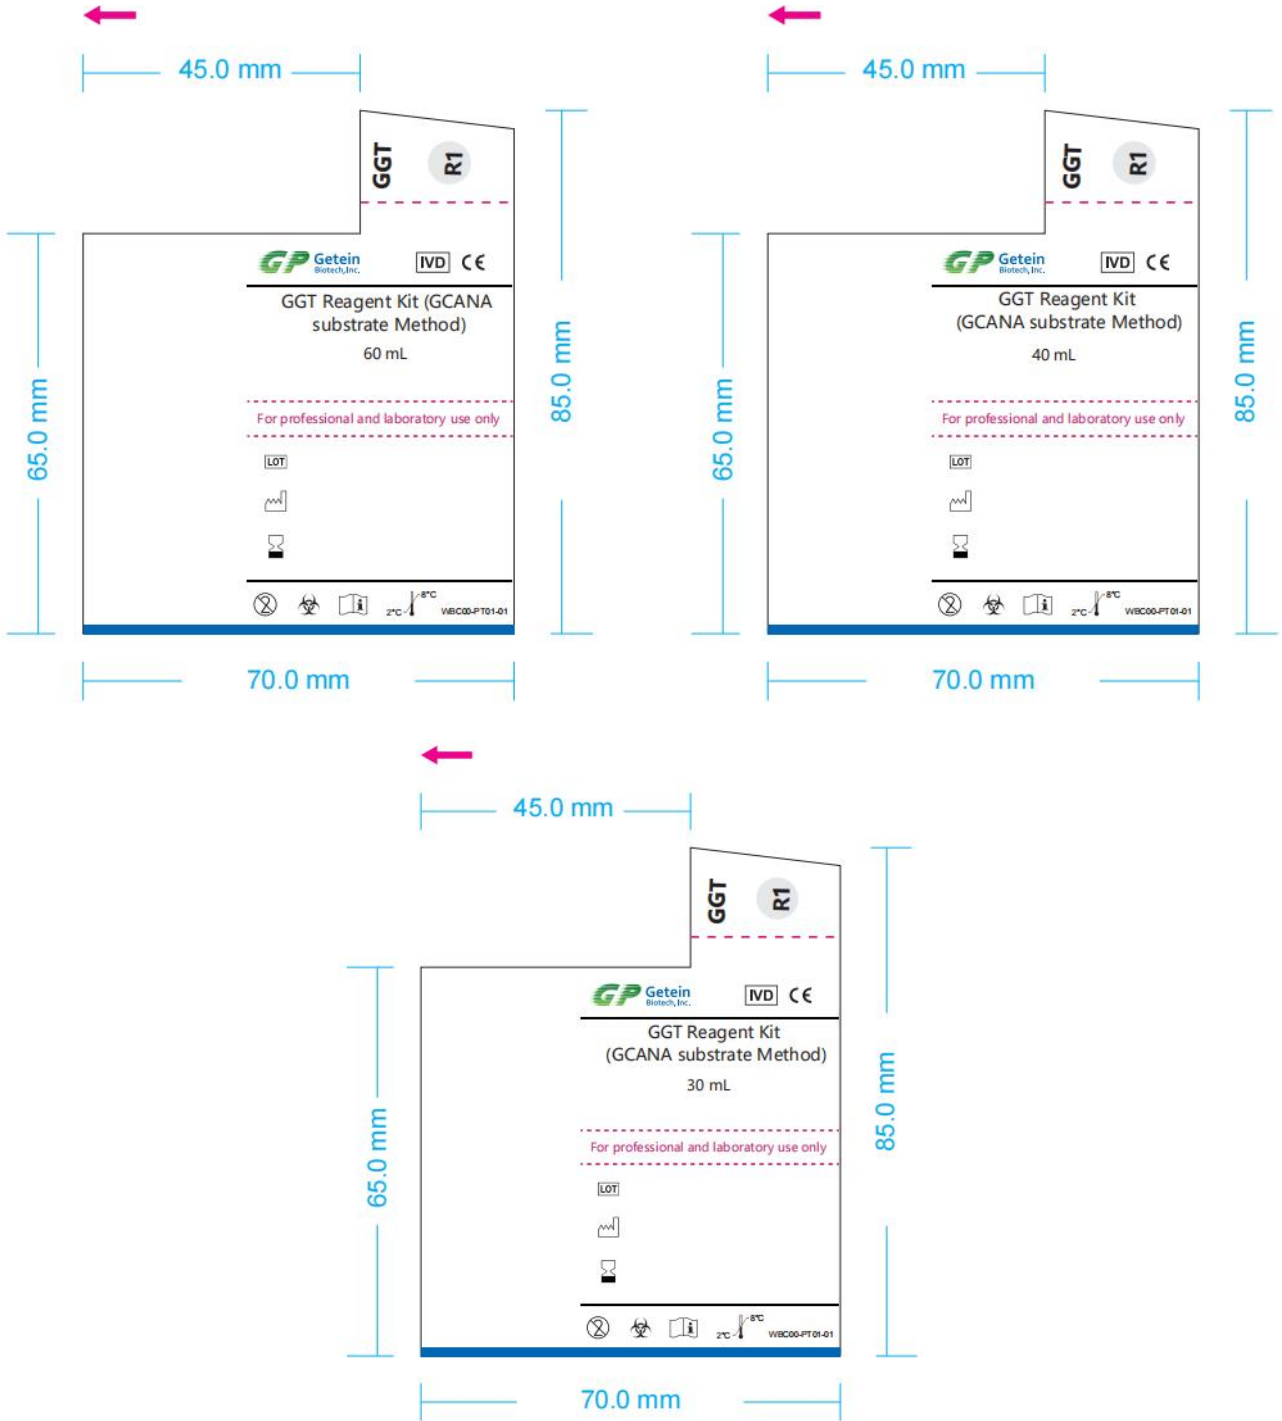 45.0 mm
GGT
R1
GP Getein
Biotech,Inc.
IVD CE
GGT Reagent Kit (GCANA
substrate Method)
60 mL
For professional and laboratory use only
LOT
2
i
2°C
8°C
WBC00-PT01-01
65.0 mm
85.0 mm
70.0 mm
45.0 mm
GGT
R1
GP Getein
Biotech,Inc.
IVD CE
GGT Reagent Kit
(GCANA substrate Method)
40 mL
For professional and laboratory use only
LOT
2
i
2°C
8°C
WBC00-PT01-01
65.0 mm
85.0 mm
70.0 mm
45.0 mm
GGT
R1
GP Getein
Biotech,Inc.
IVD CE
GGT Reagent Kit
(GCANA substrate Method)
30 mL
For professional and laboratory use only
LOT
2
i
2°C
8°C
WBC00-PT01-01
65.0 mm
85.0 mm
70.0 mm